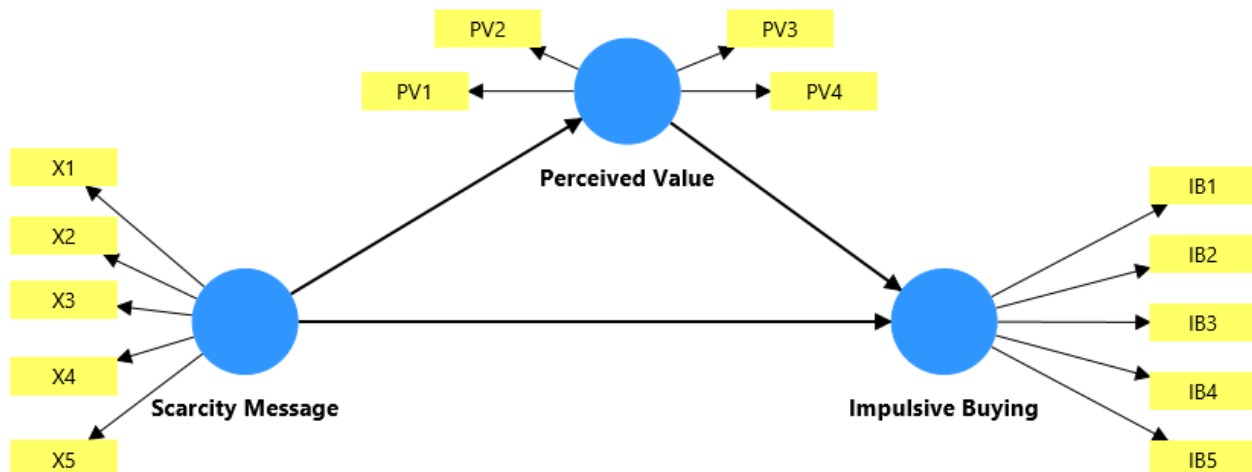 PV2
PV3
PV1
PV4
Perceived Value
X1
X2
X3
X4
X5
Scarcity Message
IB1
IB2
IB3
IB4
IB5
Impulsive Buying